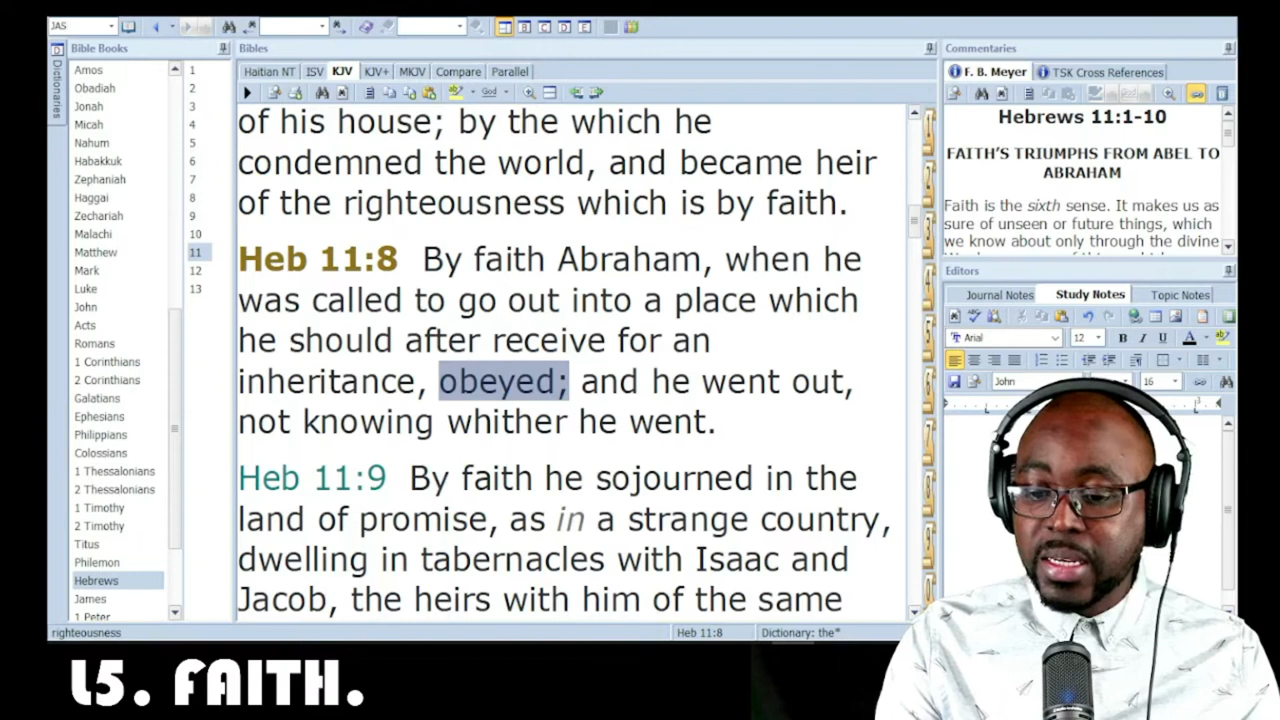 JAS
Bible Books
Bibles
Commentaries
Dictionaries
Amos
Obadiah
Jonah
Micah
Nahum
Habakkuk
Zephaniah
Haggai
Zechariah
Malachi
Matthew
Mark
Luke
John
Acts
Romans
1 Corinthians
2 Corinthians
Galatians
Ephesians
Philippians
Colossians
1 Thessalonians
2 Thessalonians
1 Timothy
2 Timothy
Titus
Philemon
Hebrews
James
1 Peter
1
2
3
4
5
6
7
8
9
10
11
12
13
Haitian NT ISV KJV KJV+ MKJV Compare Parallel
God
of his house; by the which he
condemned the world, and became heir
of the righteousness which is by faith.
Heb 11:8 By faith Abraham, when he
was called to go out into a place which
he should after receive for an
inheritance, obeyed; and he went out,
not knowing whither he went.
Heb 11:9 By faith he sojourned in the
land of promise, as in a strange country,
dwelling in tabernacles with Isaac and
Jacob, the heirs with him of the same
F. B. Meyer TSK Cross References
Hebrews 11:1-10
FAITH'S TRIUMPHS FROM ABEL TO
ABRAHAM
Faith is the sixth sense. It makes us as
sure of unseen or future things, which
we know about only through the divine
Editors
Journal Notes Study Notes Topic Notes
Arial 12 B I U A
John 16
righteousness
Heb 11:8
Dictionary: the*
L5. FAITH.